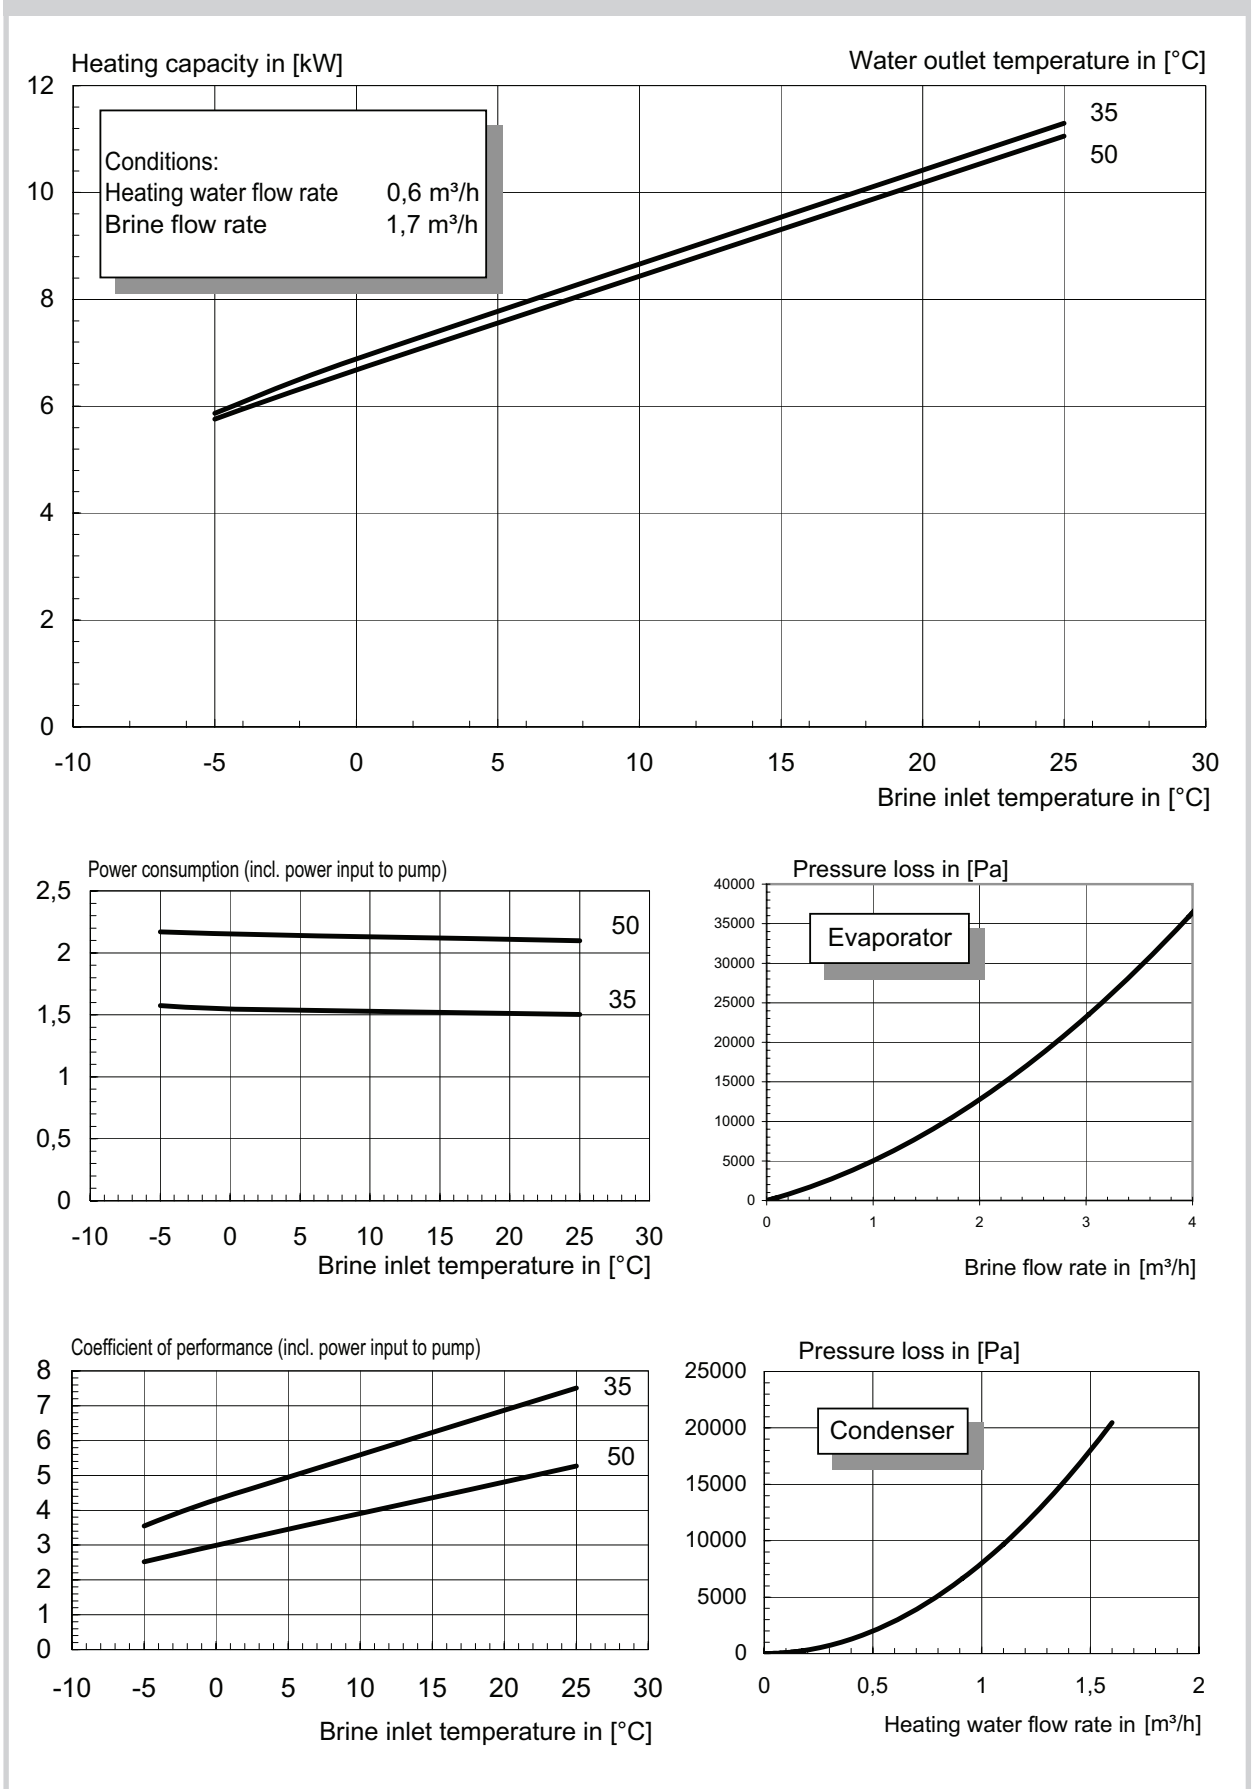 Heating capacity in [kW]
Water outlet temperature in [°C]
12
10
8
6
4
2
0
Conditions:
Heating water flow rate 0,6 m³/h
Brine flow rate 1,7 m³/h
35
50
-10 -5 0 5 10 15 20 25 30
Brine inlet temperature in [°C]
Power consumption (incl. power input to pump)
2,5
2
1,5
1
0,5
0
50
35
-10 -5 0 5 10 15 20 25 30
Brine inlet temperature in [°C]
Pressure loss in [Pa]
40000
35000
30000
25000
20000
15000
10000
5000
0
Evaporator
0 1 2 3 4
Brine flow rate in [m³/h]
Coefficient of performance (incl. power input to pump)
8
7
6
5
4
3
2
1
0
35
50
-10 -5 0 5 10 15 20 25 30
Brine inlet temperature in [°C]
Pressure loss in [Pa]
25000
20000
15000
10000
5000
0
Condenser
0 0,5 1 1,5 2
Heating water flow rate in [m³/h]